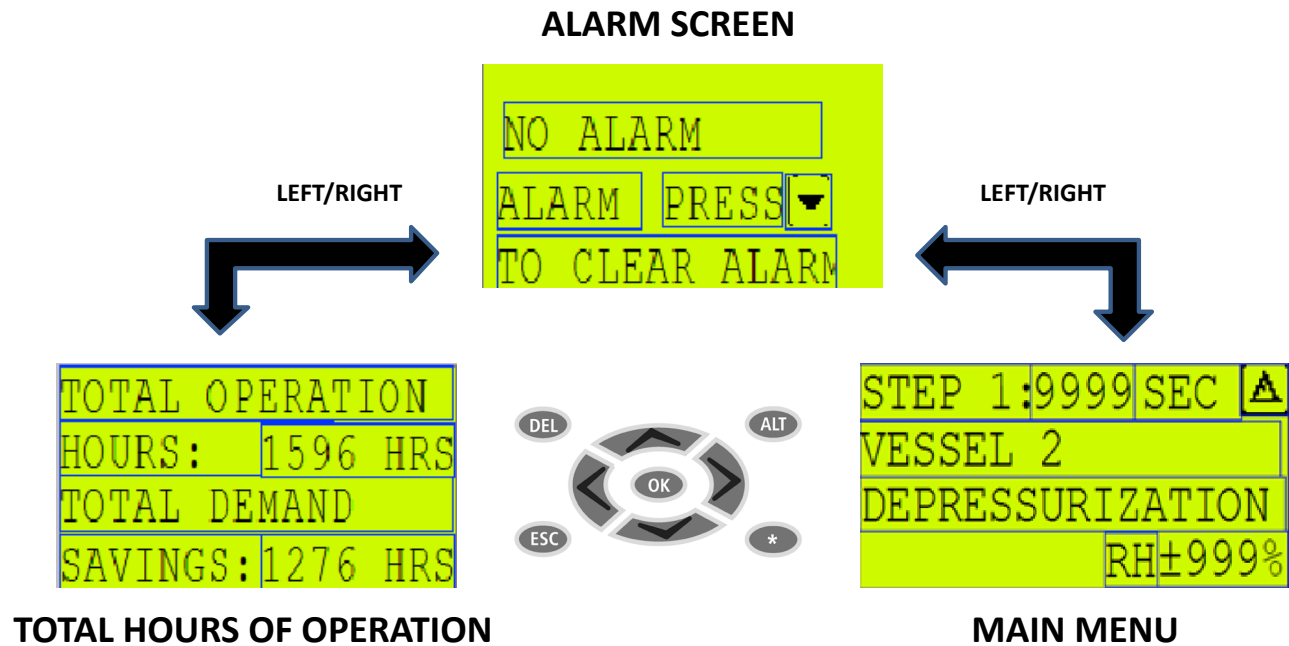 ALARM SCREEN
NO ALARM
ALARM PRESS
TO CLEAR ALARM
LEFT/RIGHT
LEFT/RIGHT
TOTAL OPERATION
HOURS: 1596 HRS
TOTAL DEMAND
SAVINGS: 1276 HRS
TOTAL HOURS OF OPERATION
DEL
ALT
OK
ESC
*
STEP 1:9999 SEC
VESSEL 2
DEPRESSURIZATION
RH±999%
MAIN MENU